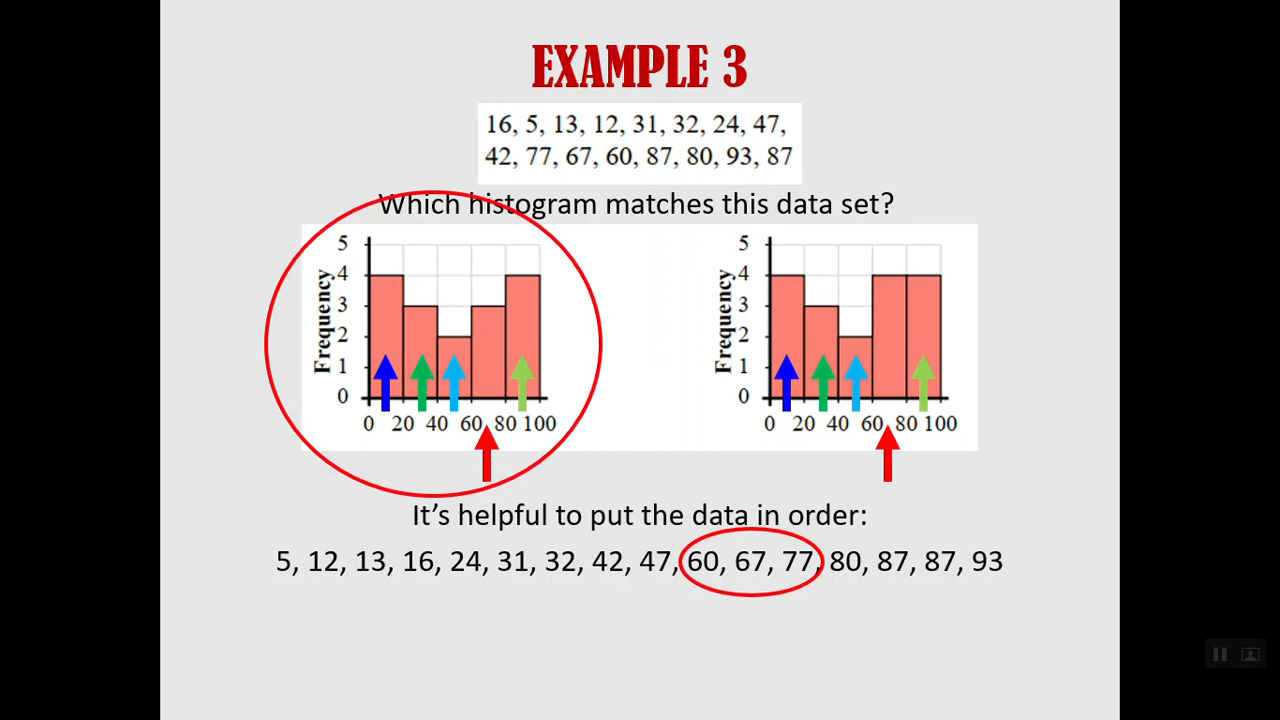 EXAMPLE 3
16, 5, 13, 12, 31, 32, 24, 47,
42, 77, 67, 60, 87, 80, 93, 87
Which histogram matches this data set?
Frequency
5
4
3
2
1
0
0 20 40 60 80 100
Frequency
5
4
3
2
1
0
0 20 40 60 80 100
It's helpful to put the data in order:
5, 12, 13, 16, 24, 31, 32, 42, 47, 60, 67, 77, 80, 87, 87, 93